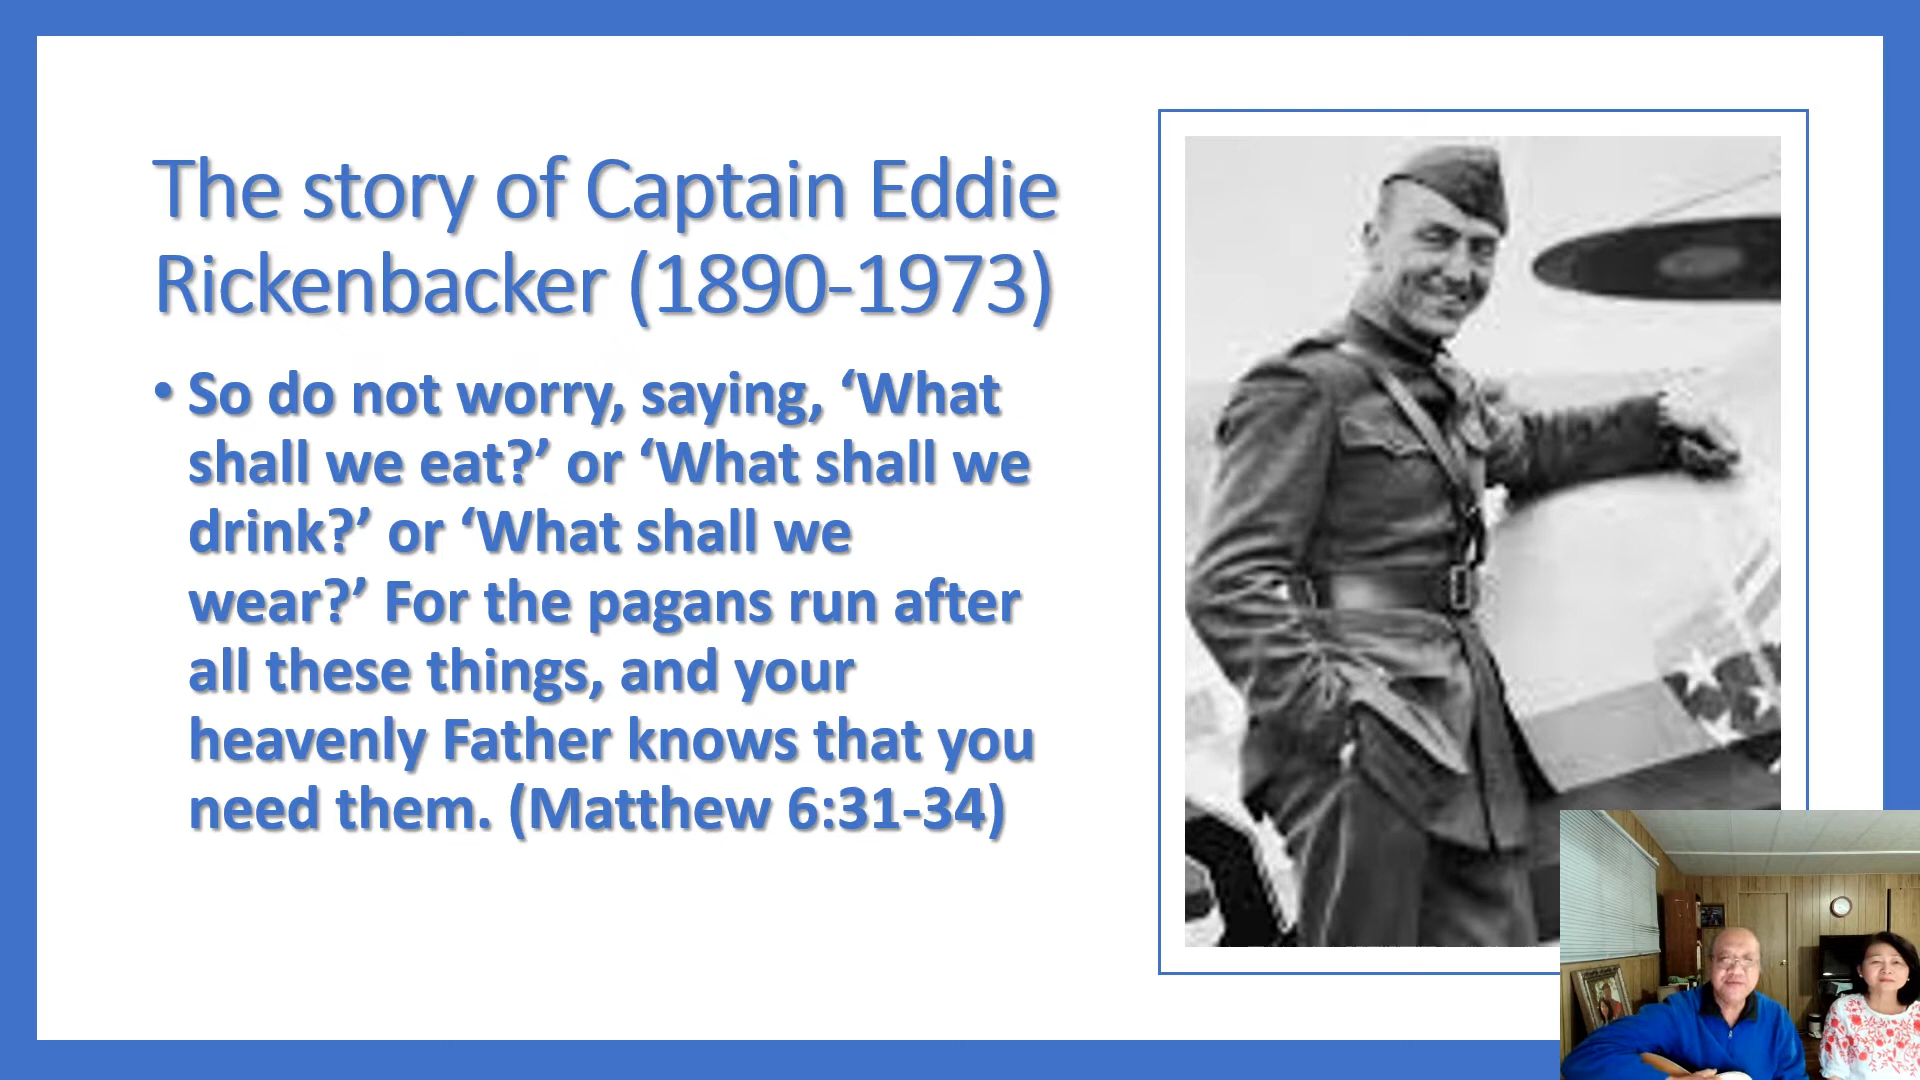 The story of Captain Eddie
Rickenbacker (1890-1973)
• So do not worry, saying, ‘What
shall we eat?’ or ‘What shall we
drink?’ or ‘What shall we
wear?’ For the pagans run after
all these things, and your
heavenly Father knows that you
need them. (Matthew 6:31-34)